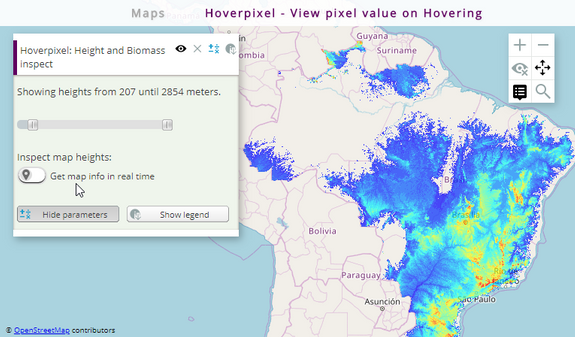 Maps Hoverpixel - View pixel value on Hovering
Hoverpixel: Height and Biomass
inspect
Showing heights from 207 until 2854 meters.
Inspect map heights:
Get map info in real time
Hide parameters
Show legend
Guyana
Suriname
ombia
Brasília
Bolivia
Paraguay
São Paulo
Asunción
© OpenStreetMap contributors